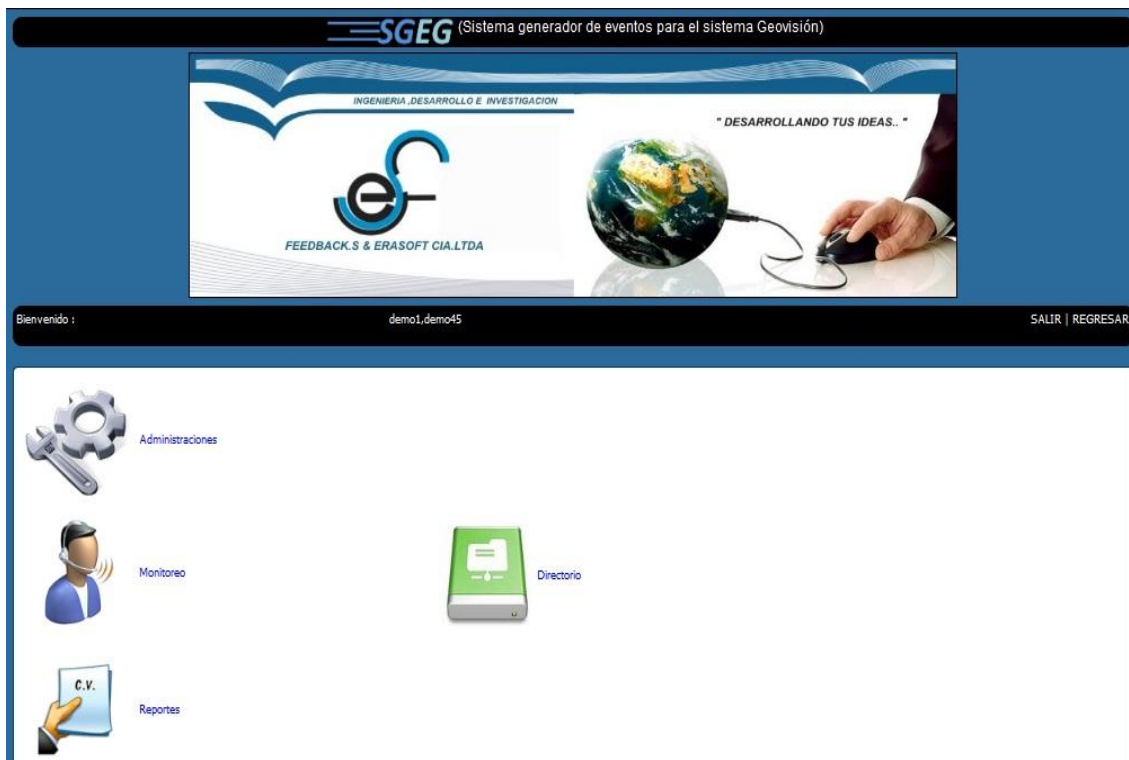 SGEG (Sistema generador de eventos para el sistema Geovisión)
INGENIERIA ,DESARROLLO E INVESTIGACION
" DESARROLLANDO TUS IDEAS.. "
FEEDBACK.S & ERASOFT CIA.LTDA
Bienvenido : demo1,demo45 SALIR | REGRESAR
Administraciones
Monitoreo
Directorio
C.V.
Reportes